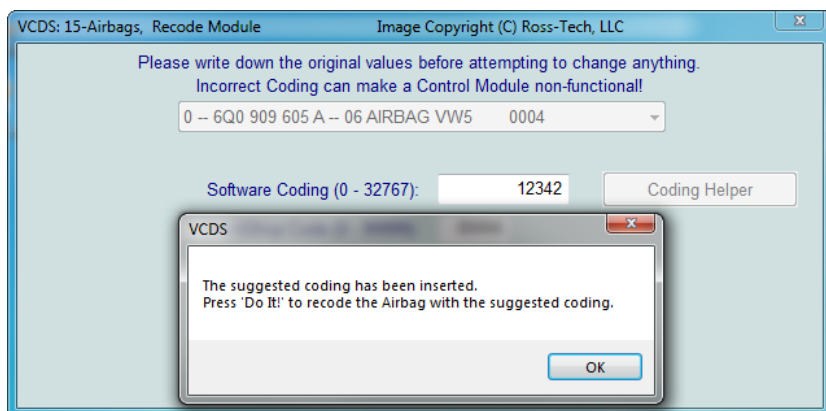 VCDS: 15-Airbags, Recode Module Image Copyright (C) Ross-Tech, LLC
Please write down the original values before attempting to change anything.
Incorrect Coding can make a Control Module non-functional!
0 -- 6Q0 909 605 A -- 06 AIRBAG VW5 0004
Software Coding (0 - 32767): 12342 Coding Helper
VCDS
The suggested coding has been inserted.
Press 'Do It!' to recode the Airbag with the suggested coding.
OK